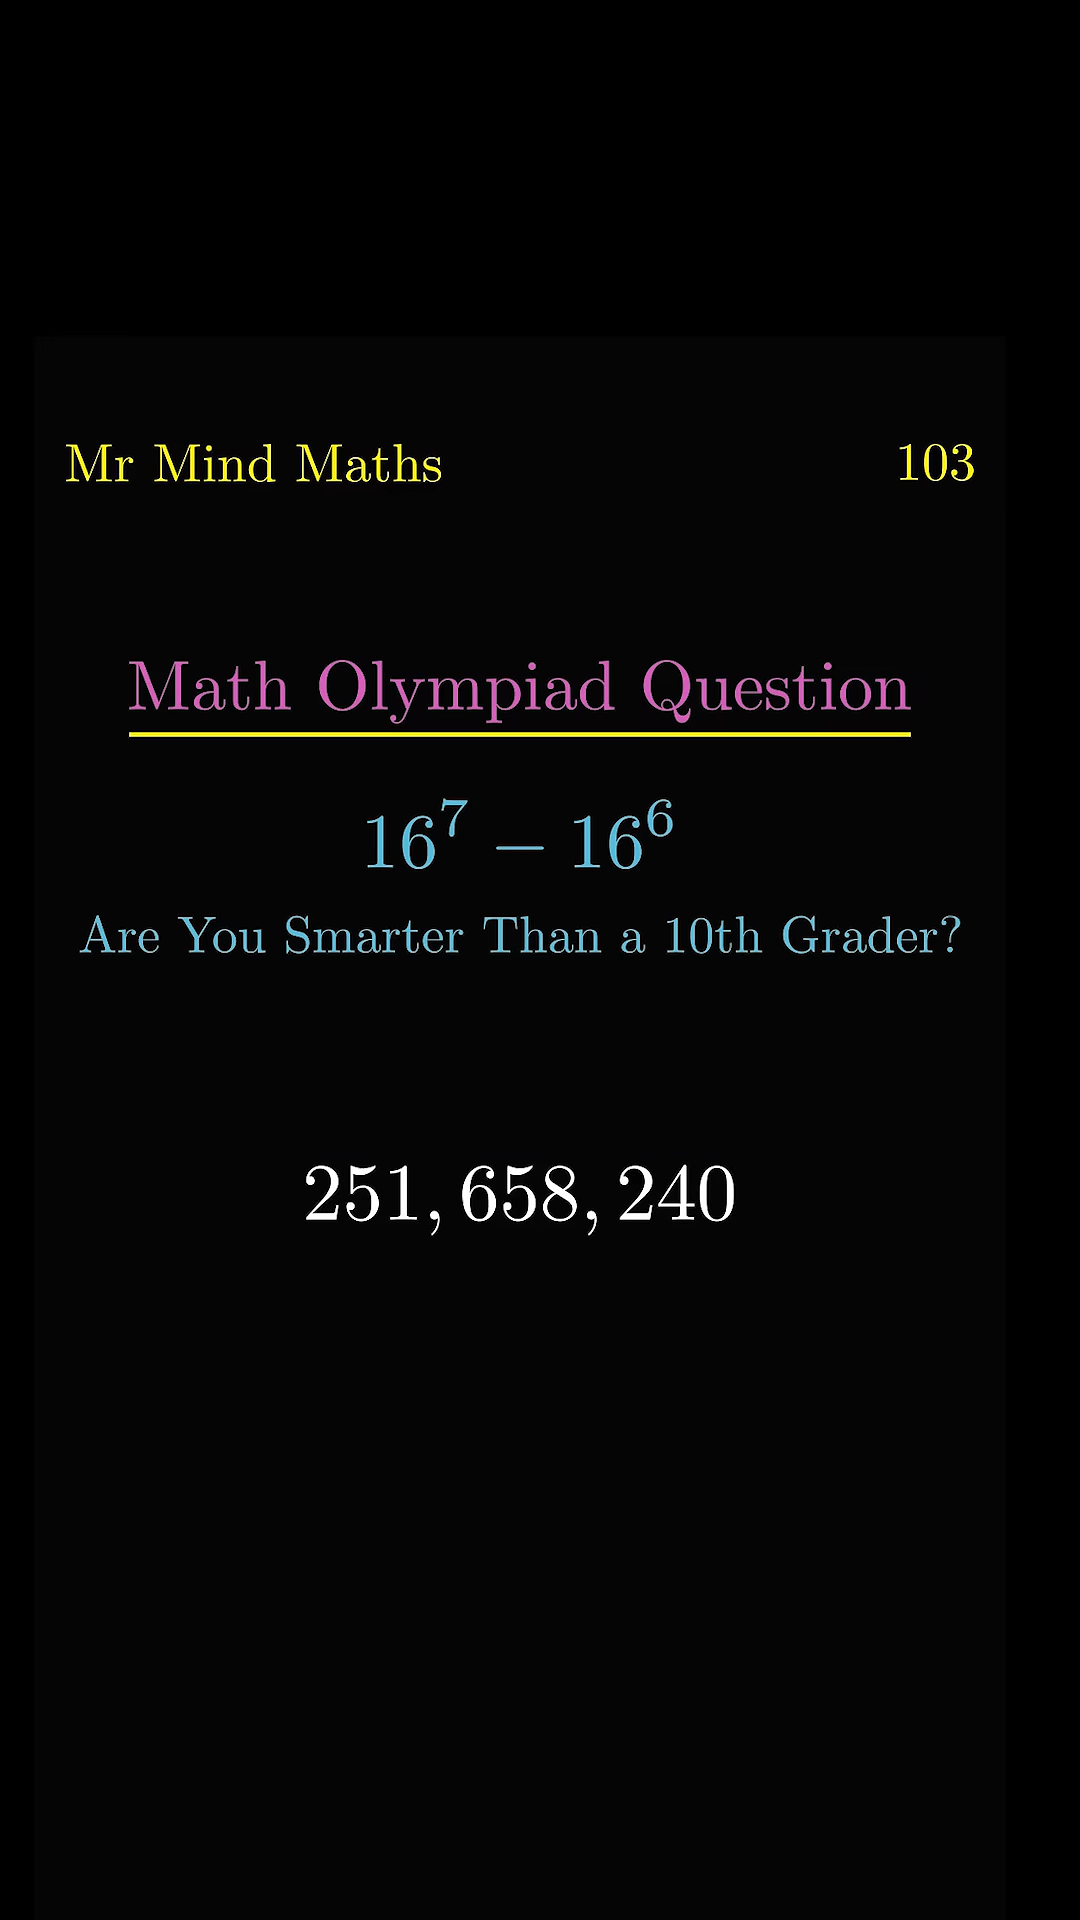 Mr Mind Maths 103
Math Olympiad Question
16⁷ − 16⁶
Are You Smarter Than a 10th Grader?
251, 658, 240